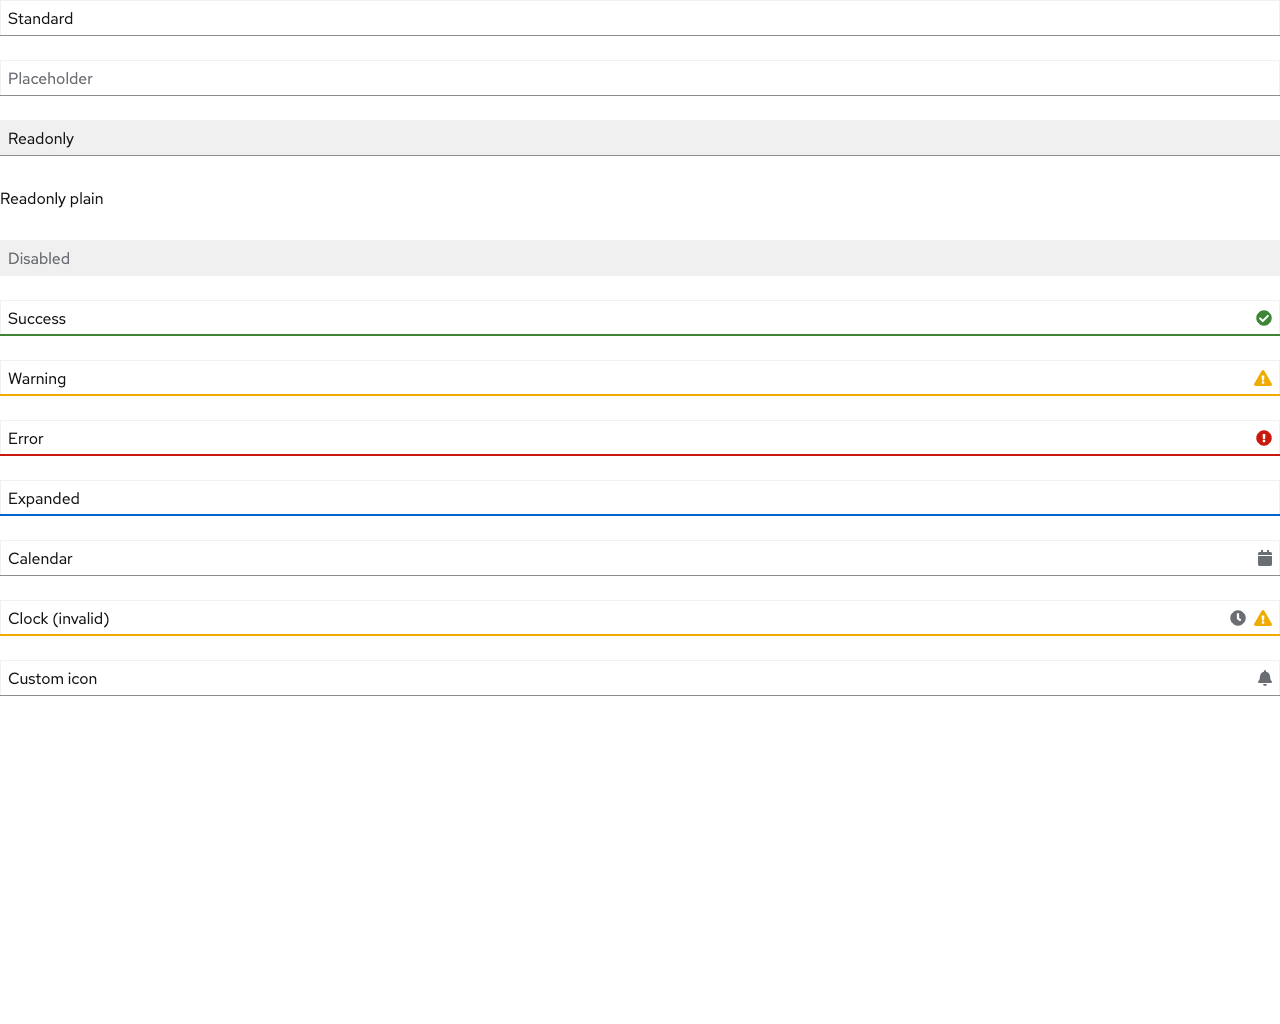 Standard
Placeholder
Readonly
Readonly plain
Disabled
Success
Warning
Error
Expanded
Calendar
Clock (invalid)
Custom icon